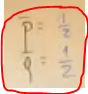 p = 1/2
q = 1/2